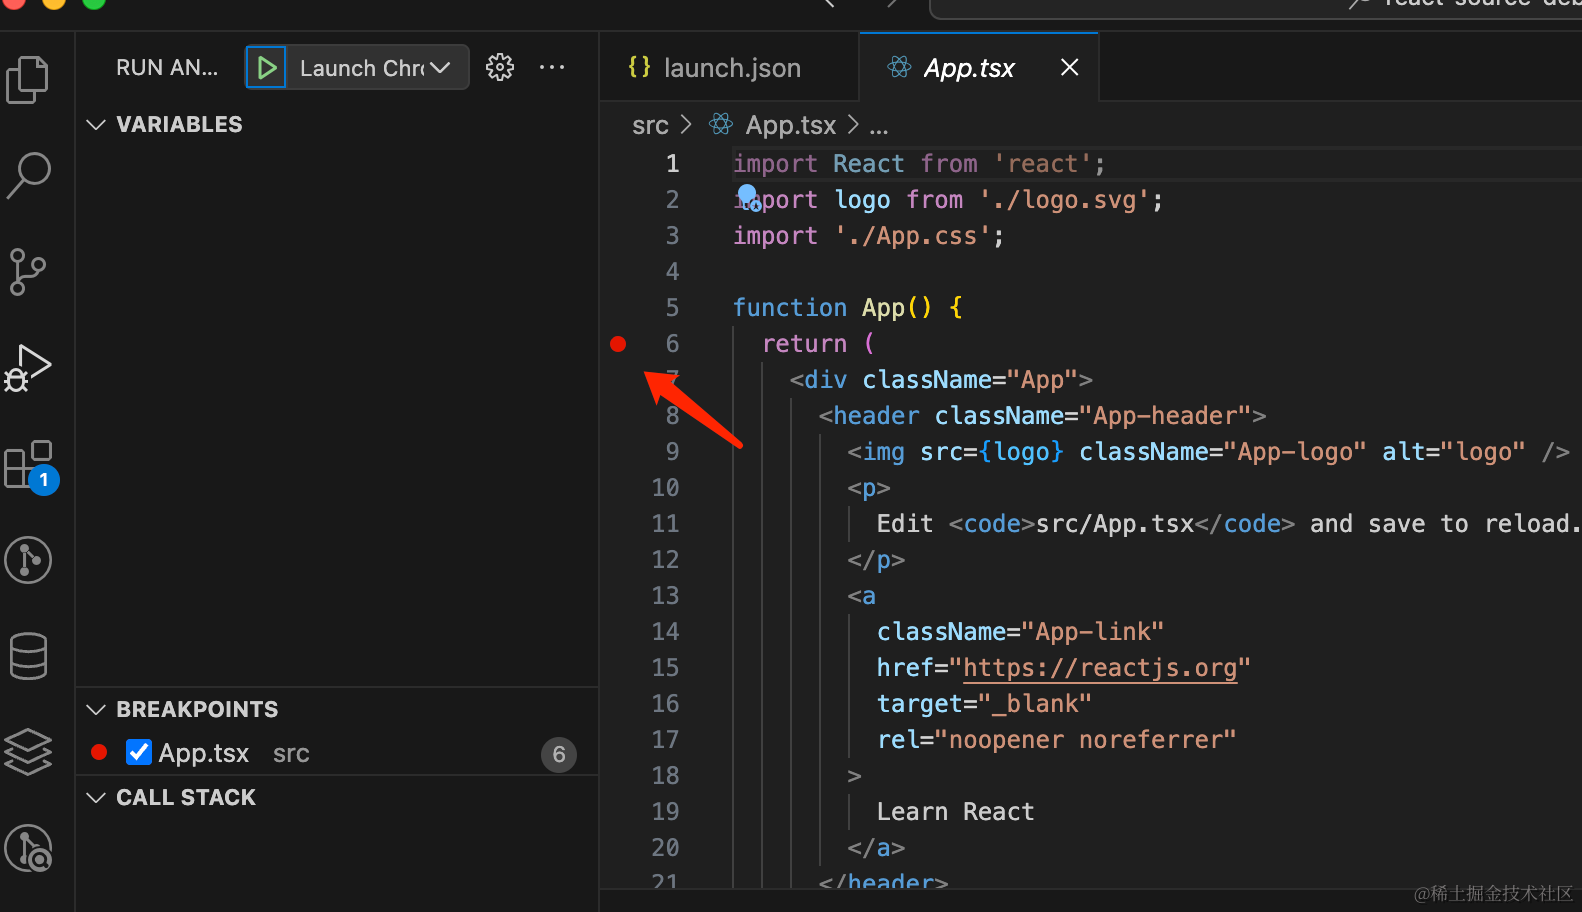 react-source-deb
RUN AN...
Launch Chr
launch.json
App.tsx
VARIABLES
src > App.tsx > ...
1 import React from 'react';
2 import logo from './logo.svg';
3 import './App.css';
4
5 function App() {
6 return (
7 <div className="App">
8 <header className="App-header">
9 <img src={logo} className="App-logo" alt="logo" />
10 <p>
11 Edit <code>src/App.tsx</code> and save to reload.
12 </p>
13 <a
14 className="App-link"
15 href="https://reactjs.org"
16 target="_blank"
17 rel="noopener noreferrer"
18 >
19 Learn React
20 </a>
21 </header>
BREAKPOINTS
App.tsx src 6
CALL STACK
1
@稀土掘金技术社区